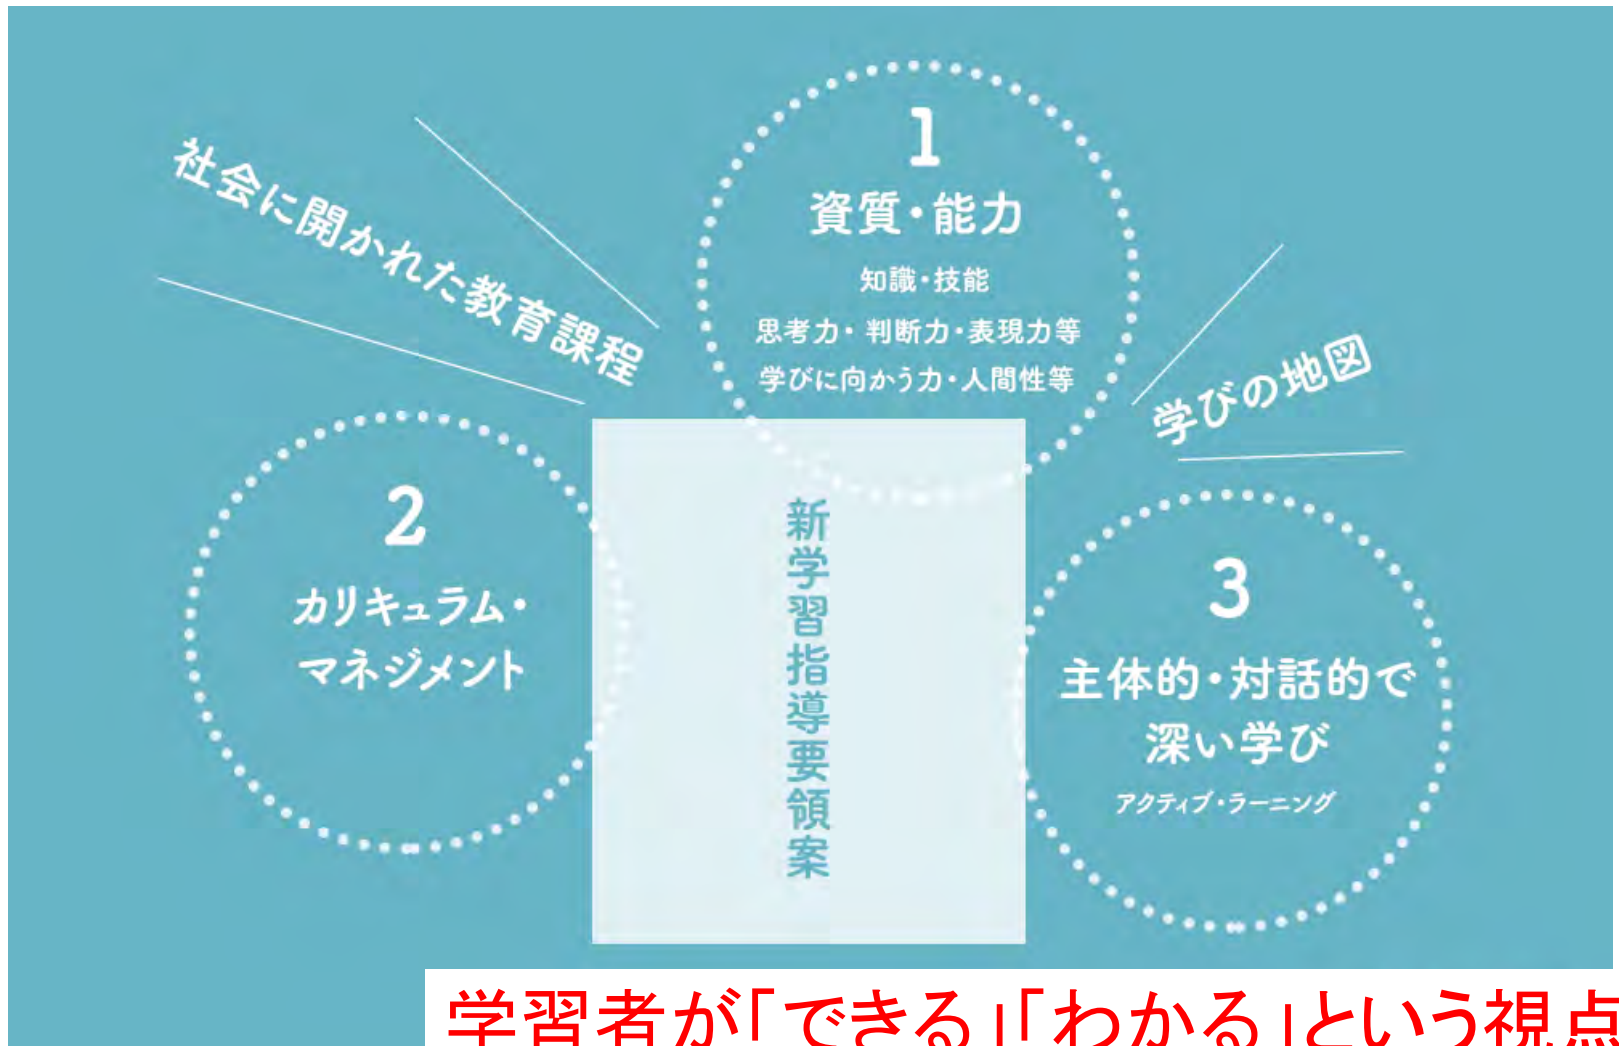 社会に開かれた教育課程
1
資質・能力
知識・技能
思考力・判断力・表現力等
学びに向かう力・人間性等
学びの地図
2
カリキュラム・
マネジメント
新学習指導要領案
3
主体的・対話的で
深い学び
アクティブ・ラーニング
学習者が「できる」「わかる」という視点